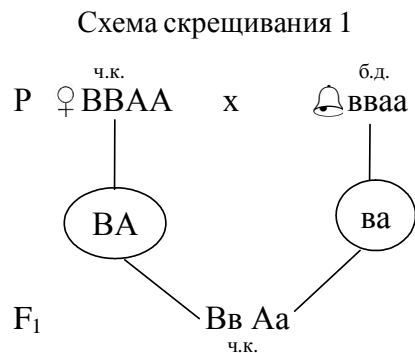 Схема скрещивания 1
ч.к. б.д.
Р ♀ ВВАА х вваа
ВА ва
F₁ Вв Аа
ч.к.